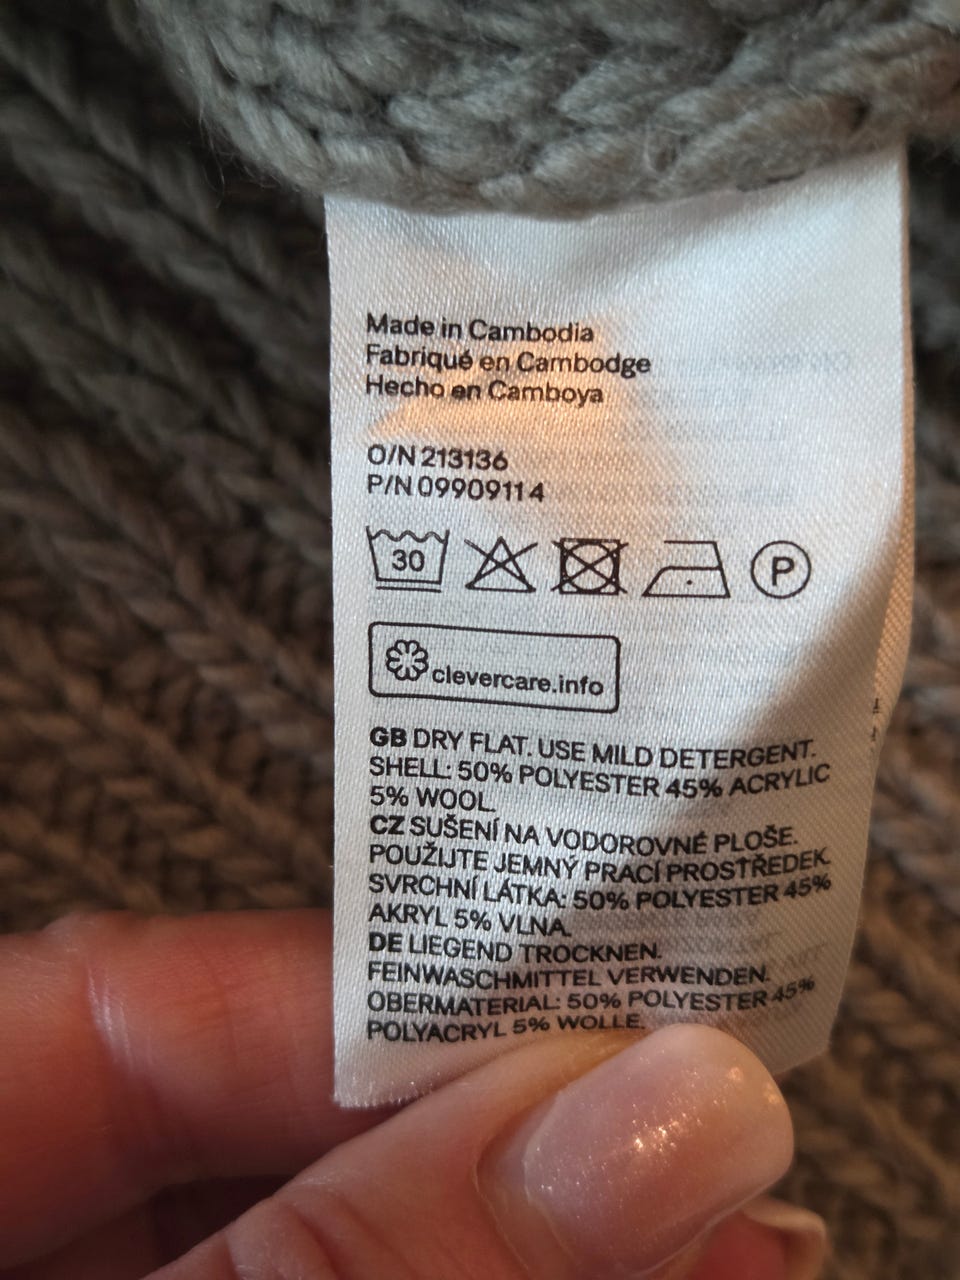 Made in Cambodia
Fabriqué en Cambodge
Hecho en Camboya
O/N 213136
P/N 09909114
30 P
clevercare.info
GB DRY FLAT. USE MILD DETERGENT.
SHELL: 50% POLYESTER 45% ACRYLIC
5% WOOL.
CZ SUŠENÍ NA VODOROVNÉ PLOŠE.
POUŽIJTE JEMNÝ PRACÍ PROSTŘEDEK.
SVRCHNÍ LÁTKA: 50% POLYESTER 45%
AKRYL 5% VLNA.
DE LIEGEND TROCKNEN.
FEINWASCHMITTEL VERWENDEN.
OBERMATERIAL: 50% POLYESTER 45%
POLYACRYL 5% WOLLE.